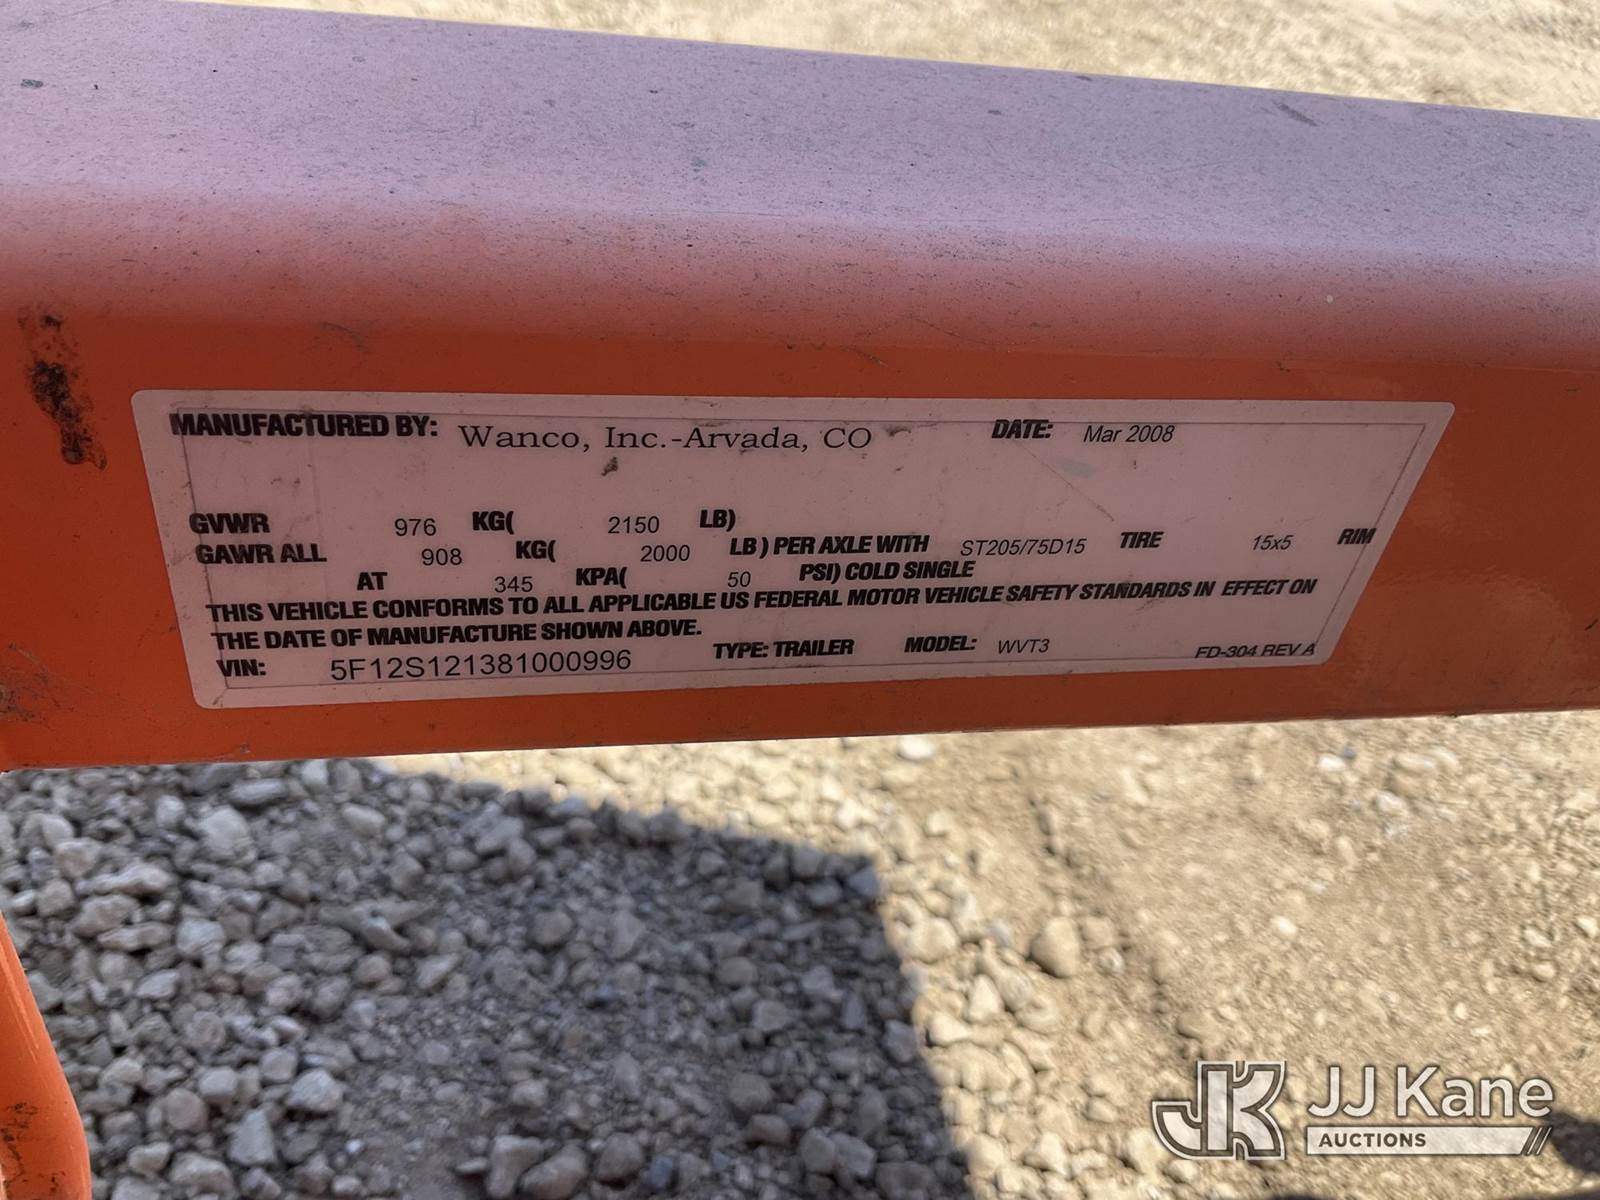 MANUFACTURED BY: Wanco, Inc.-Arvada, CO DATE: Mar 2008
GVWR 976 KG( 2150 LB)
GAWR ALL 908 KG( 2000 LB) PER AXLE WITH ST205/75D15 TIRE 15x5 RIM
AT 345 KPA( 50 PSI) COLD SINGLE
THIS VEHICLE CONFORMS TO ALL APPLICABLE US FEDERAL MOTOR VEHICLE SAFETY STANDARDS IN EFFECT ON
THE DATE OF MANUFACTURE SHOWN ABOVE.
VIN: 5F12S121381000996 TYPE: TRAILER MODEL: WVT3 FD-304 REV A
JK JJ Kane
AUCTIONS